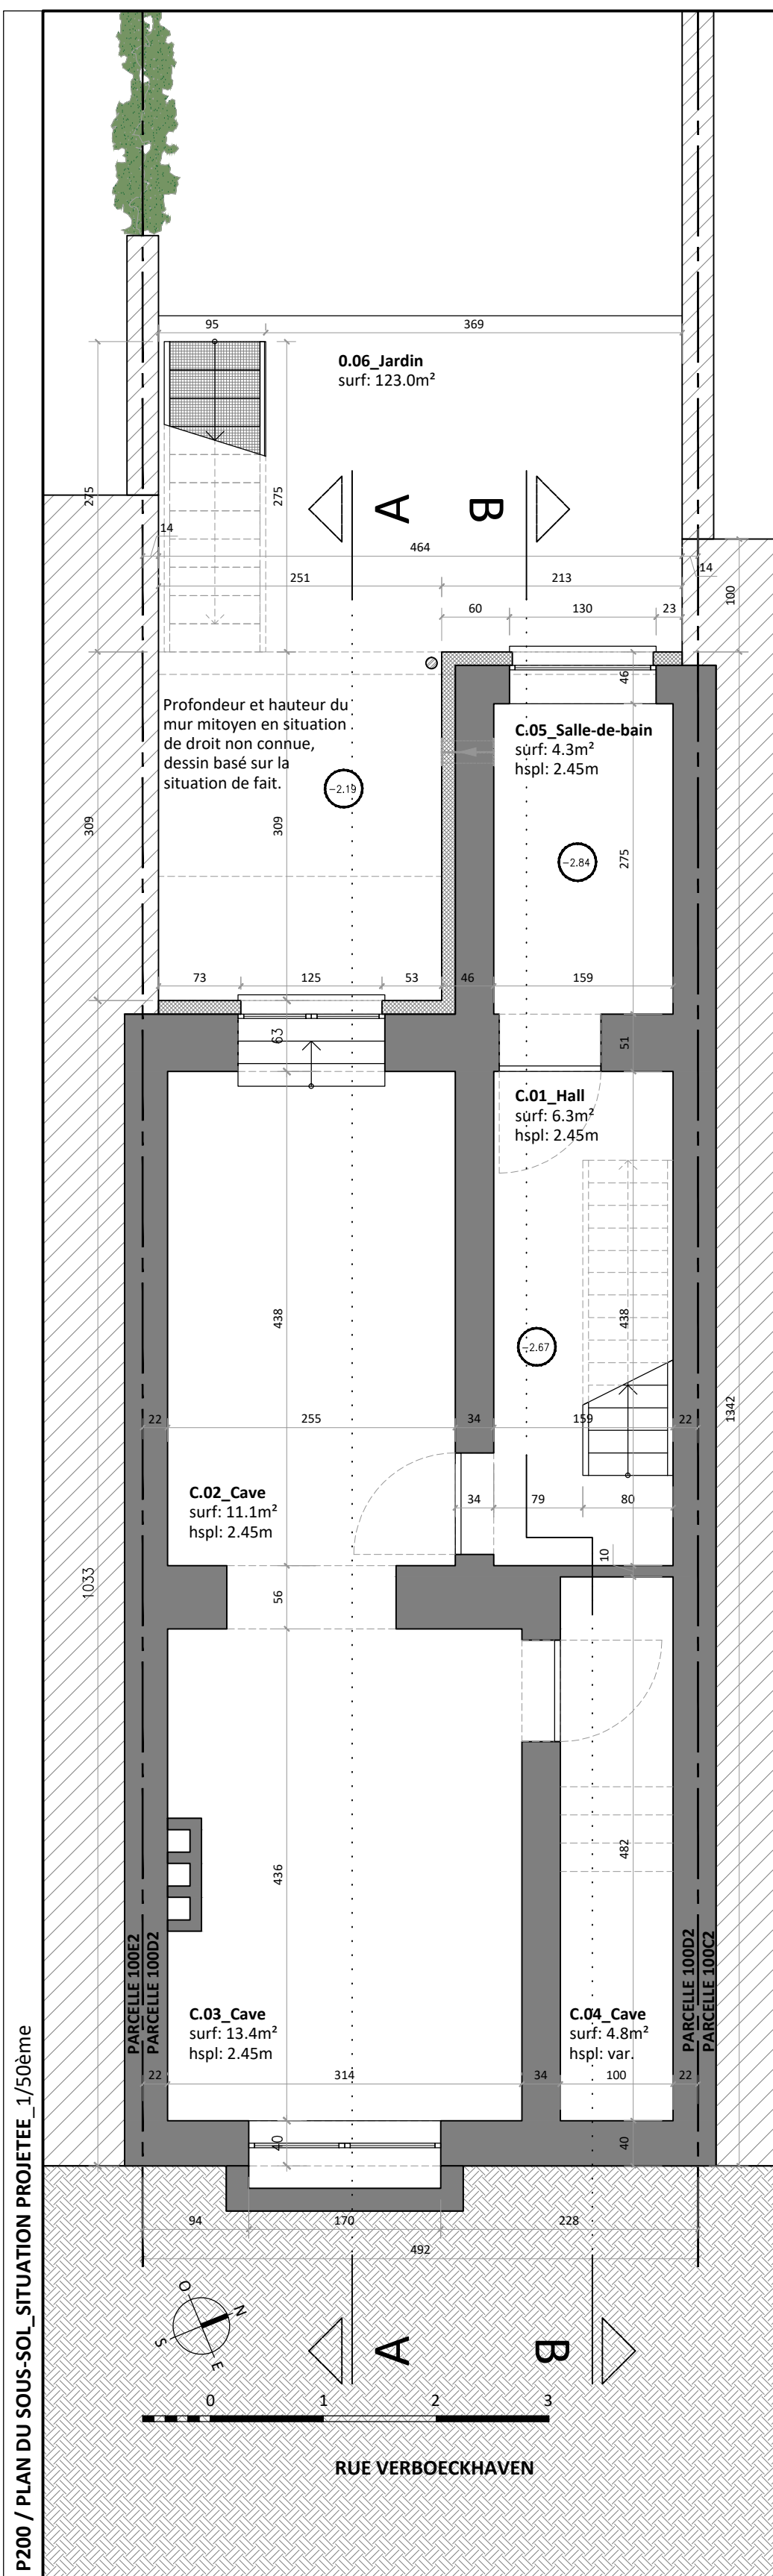 95
369
0.06_Jardin
surf: 123.0m²
275
275
A
B
14
464
14
251
213
100
60
130
23
46
Profondeur et hauteur du
mur mitoyen en situation
de droit non connue,
dessin basé sur la
situation de fait.
C.05_Salle-de-bain
surf: 4.3m²
hspl: 2.45m
-2.19
309
309
-2.84
275
73
125
53
46
159
63
51
C.01_Hall
surf: 6.3m²
hspl: 2.45m
438
438
-2.67
22
255
34
159
22
1342
C.02_Cave
surf: 11.1m²
hspl: 2.45m
34
79
80
10
1033
56
436
482
PARCELLE 100E2
PARCELLE 100D2
PARCELLE 100D2
PARCELLE 100C2
C.03_Cave
surf: 13.4m²
hspl: 2.45m
C.04_Cave
surf: 4.8m²
hspl: var.
22
314
34
100
22
40
40
94
170
228
492
O
N
S
E
A
B
0
1
2
3
RUE VERBOECKHAVEN
P200 / PLAN DU SOUS-SOL_SITUATION PROJETEE_1/50ème